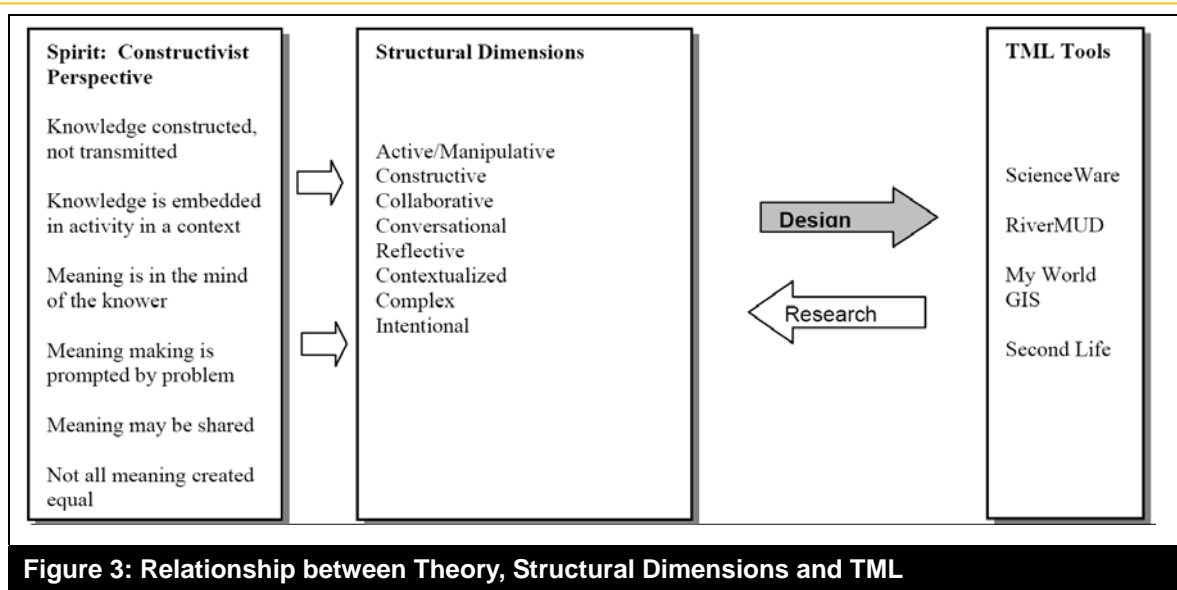 Spirit: Constructivist
Perspective
Knowledge constructed,
not transmitted
Knowledge is embedded
in activity in a context
Meaning is in the mind
of the knower
Meaning making is
prompted by problem
Meaning may be shared
Not all meaning created
equal
Structural Dimensions
Active/Manipulative
Constructive
Collaborative
Conversational
Reflective
Contextualized
Complex
Intentional
Design
Research
TML Tools
ScienceWare
RiverMUD
My World
GIS
Second Life
Figure 3: Relationship between Theory, Structural Dimensions and TML